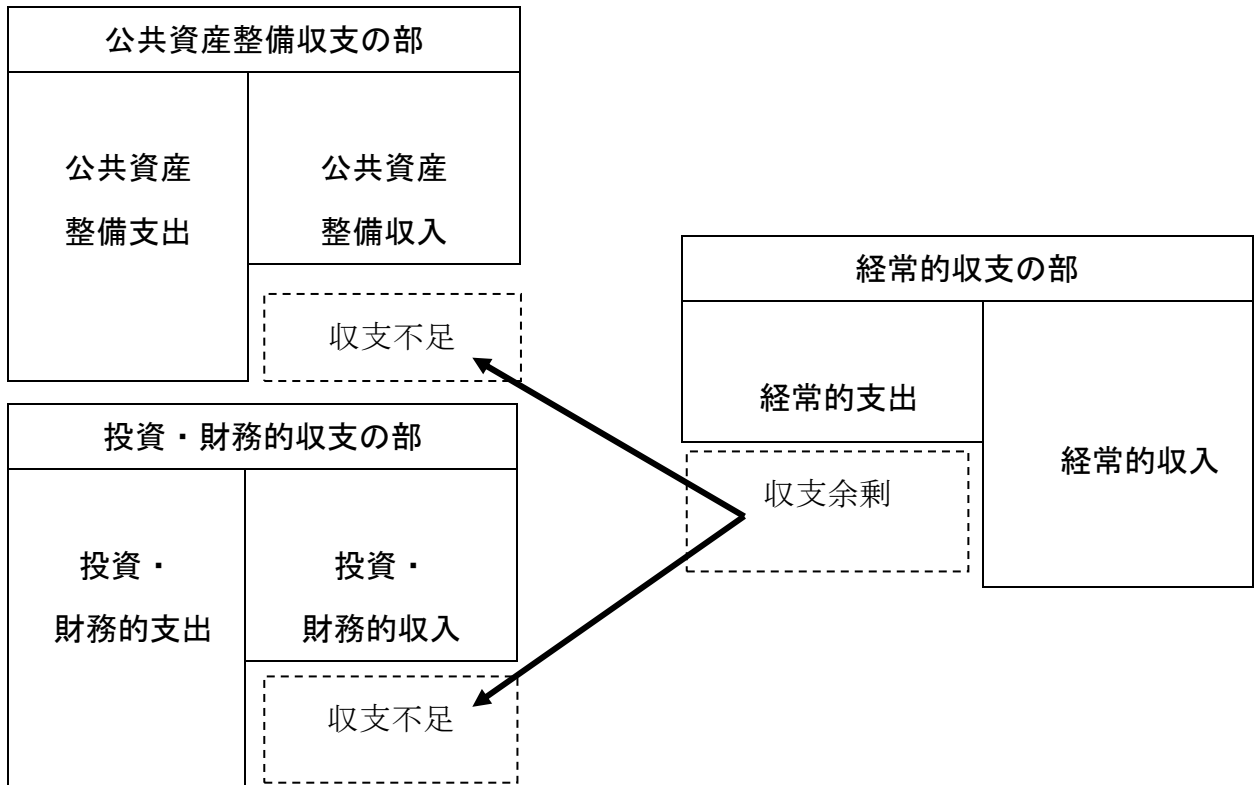 公共資産整備収支の部
公共資産
整備支出
公共資産
整備収入
収支不足
投資・財務的収支の部
投資・
財務的支出
投資・
財務的収入
収支不足
経常的収支の部
経常的支出
収支余剰
経常的収入